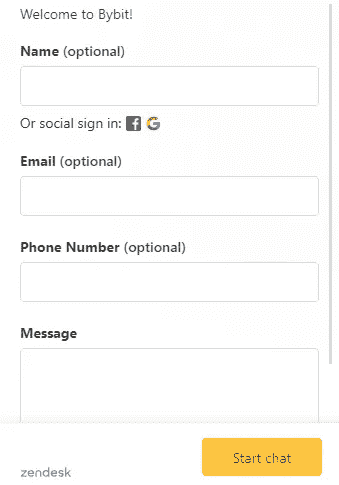 Welcome to Bybit!
Name (optional)
Or social sign in:
Email (optional)
Phone Number (optional)
Message
zendesk
Start chat